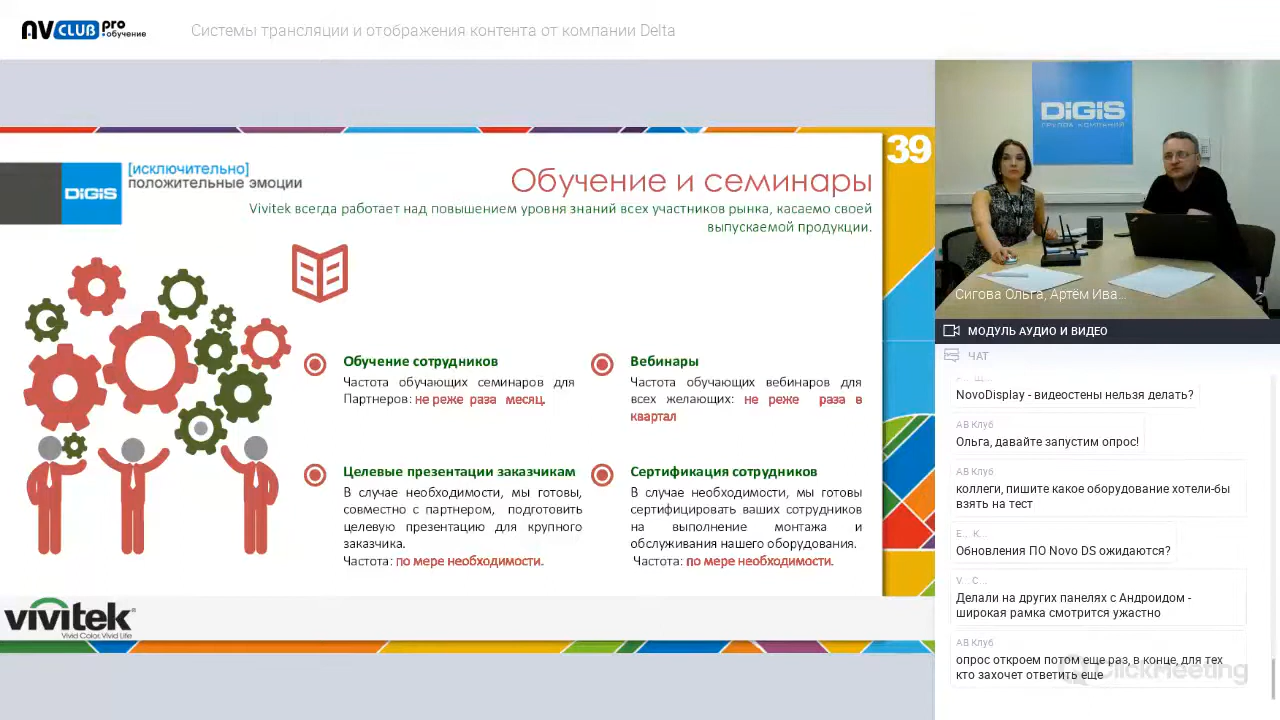 AVCLUB pro
•обучение
Системы трансляции и отображения контента от компании Delta
39
DiGiS
[исключительно]
положительные эмоции
Обучение и семинары
Vivitek всегда работает над повышением уровня знаний всех участников рынка, касаемо своей
выпускаемой продукции.
Обучение сотрудников
Частота обучающих семинаров для
Партнеров: не реже раза месяц.
Вебинары
Частота обучающих вебинаров для
всех желающих: не реже раза в
квартал
Целевые презентации заказчикам
В случае необходимости, мы готовы,
совместно с партнером, подготовить
целевую презентацию для крупного
заказчика.
Частота: по мере необходимости.
Сертификация сотрудников
В случае необходимости, мы готовы
сертифицировать ваших сотрудников
на выполнение монтажа и
обслуживания нашего оборудования.
Частота: по мере необходимости.
vivitek®
Vivid Color. Vivid Life
DiGiS
ГРУППА КОМПАНИЙ
Сигова Ольга, Артём Ива...
МОДУЛЬ АУДИО И ВИДЕО
ЧАТ
NovoDisplay - видеостены нельзя делать?
АВ Клуб
Ольга, давайте запустим опрос!
АВ Клуб
коллеги, пишите какое оборудование хотели-бы
взять на тест
E., К...
Обновления ПО Novo DS ожидаются?
V... С...
Делали на других панелях с Андроидом -
широкая рамка смотрится ужастно
АВ Клуб
опрос откроем потом еще раз, в конце, для тех
кто захочет ответить еще
ClickMeeting